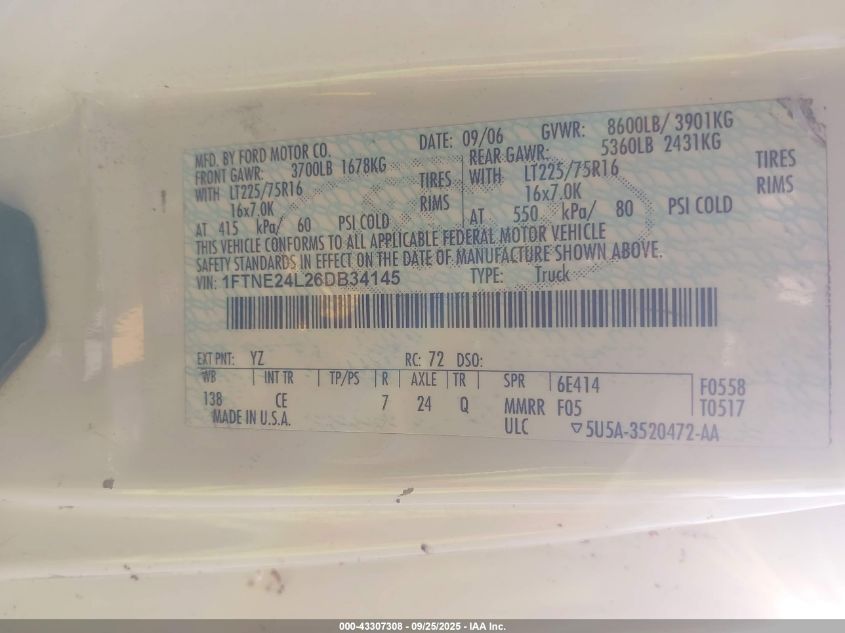 MFD. BY FORD MOTOR CO. DATE: 09/06 GVWR: 8600LB/ 3901KG
FRONT GAWR: 3700LB 1678KG REAR GAWR: 5360LB 2431KG
WITH LT225/75R16 TIRES WITH LT225/75R16 TIRES
16x7.0K RIMS 16x7.0K RIMS
AT 415 kPa/ 60 PSI COLD AT 550 kPa/ 80 PSI COLD
THIS VEHICLE CONFORMS TO ALL APPLICABLE FEDERAL MOTOR VEHICLE
SAFETY STANDARDS IN EFFECT ON THE DATE OF MANUFACTURE SHOWN ABOVE.
VIN: 1FTNE24L26DB34145 TYPE: Truck
EXT PNT: YZ RC: 72 DSO:
WB INT TR TP/PS R AXLE TR SPR 6E414 F0558
138 CE 7 24 Q MMRR F05 T0517
MADE IN U.S.A. ULC ▽5U5A-3520472-AA
000-43307308 - 09/25/2025 - IAA Inc.